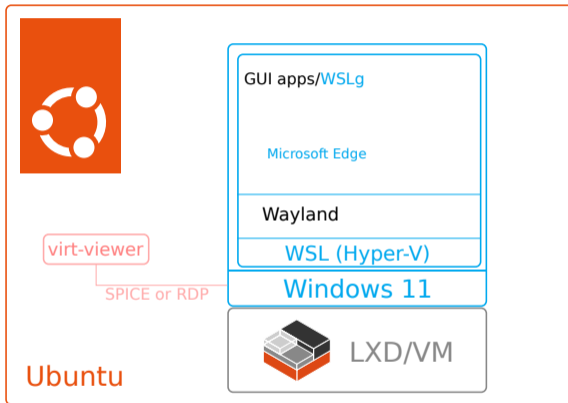 GUI apps/WSLg
Microsoft Edge
Wayland
WSL (Hyper-V)
virt-viewer
SPICE or RDP
Windows 11
LXD/VM
Ubuntu